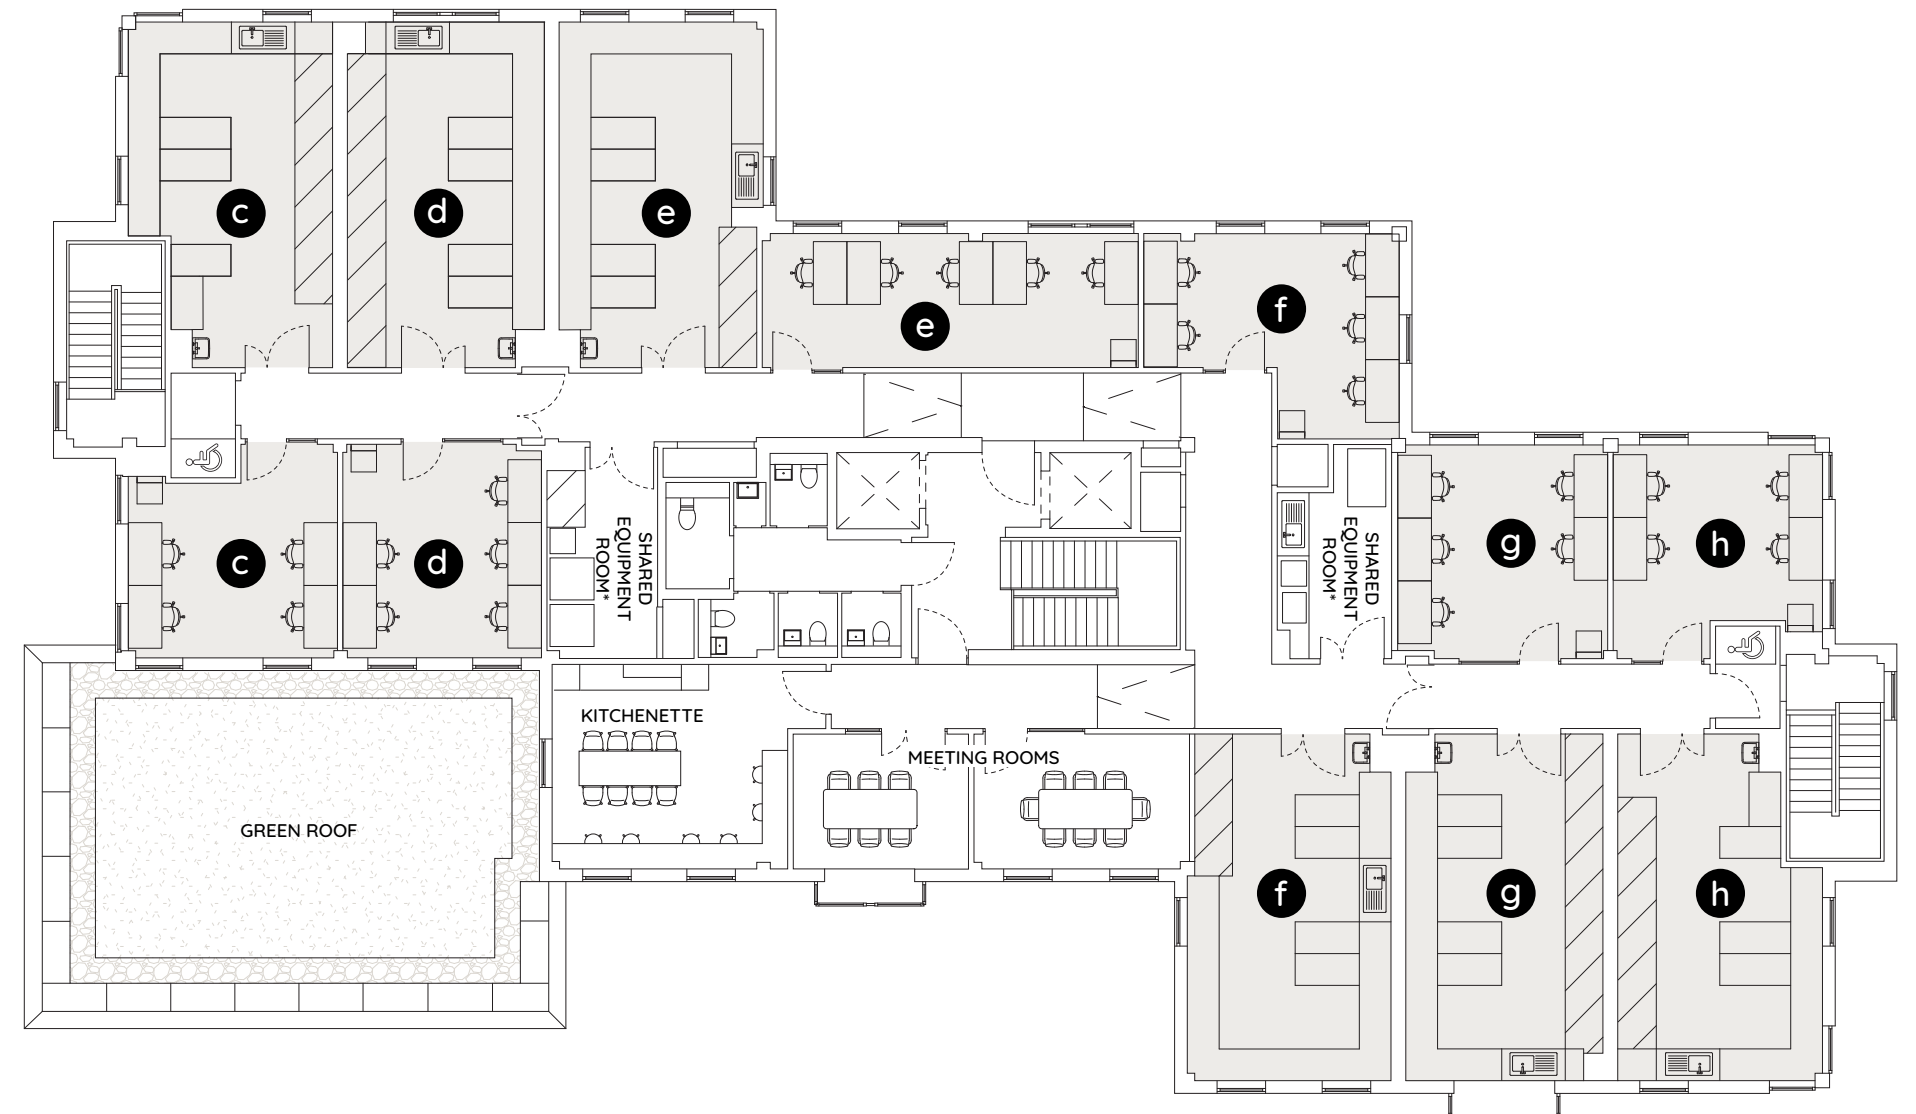 c
d
e
e
f
SHARED
EQUIPMENT
ROOM*
SHARED
EQUIPMENT
ROOM*
g
h
c
d
KITCHENETTE
MEETING ROOMS
GREEN ROOF
f
g
h